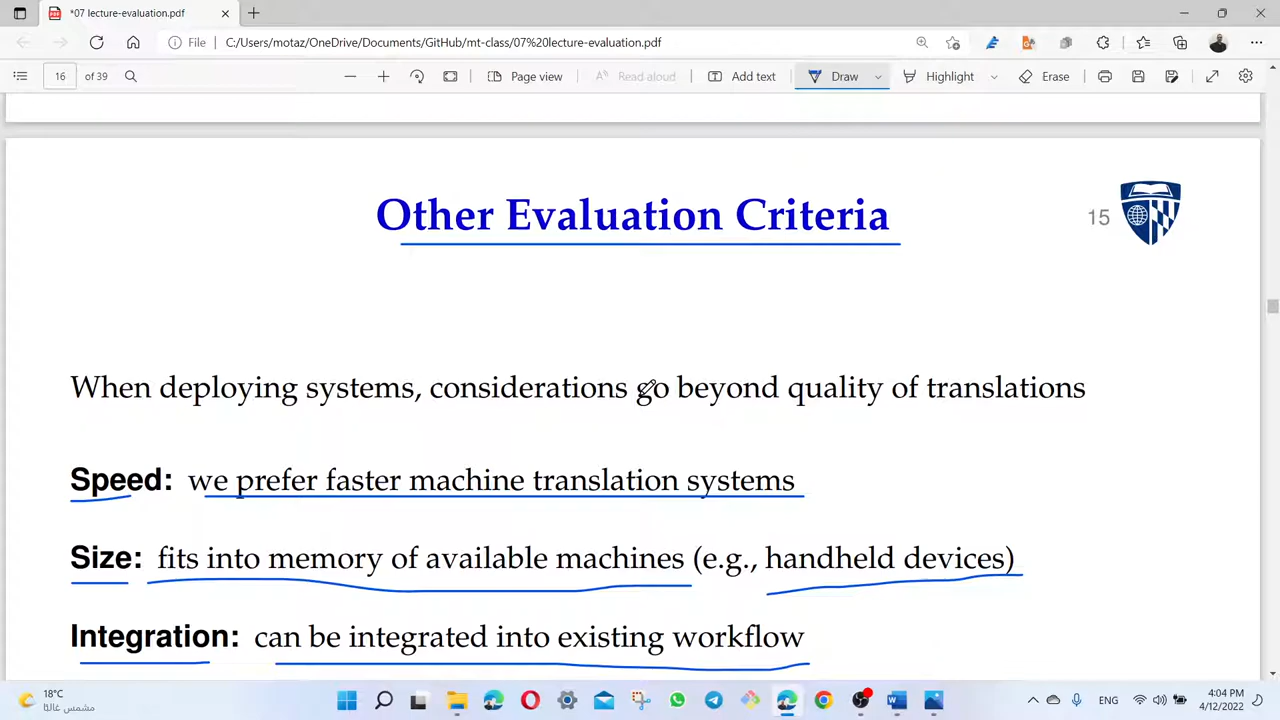 *07 lecture-evaluation.pdf
File C:/Users/motaz/OneDrive/Documents/GitHub/mt-class/07%20lecture-evaluation.pdf
16 of 39 Page view Read aloud Add text Draw Highlight Erase
Other Evaluation Criteria
15
When deploying systems, considerations go beyond quality of translations
Speed: we prefer faster machine translation systems
Size: fits into memory of available machines (e.g., handheld devices)
Integration: can be integrated into existing workflow
18°C
مشمس غالبًا
ENG
4:04 PM
4/12/2022